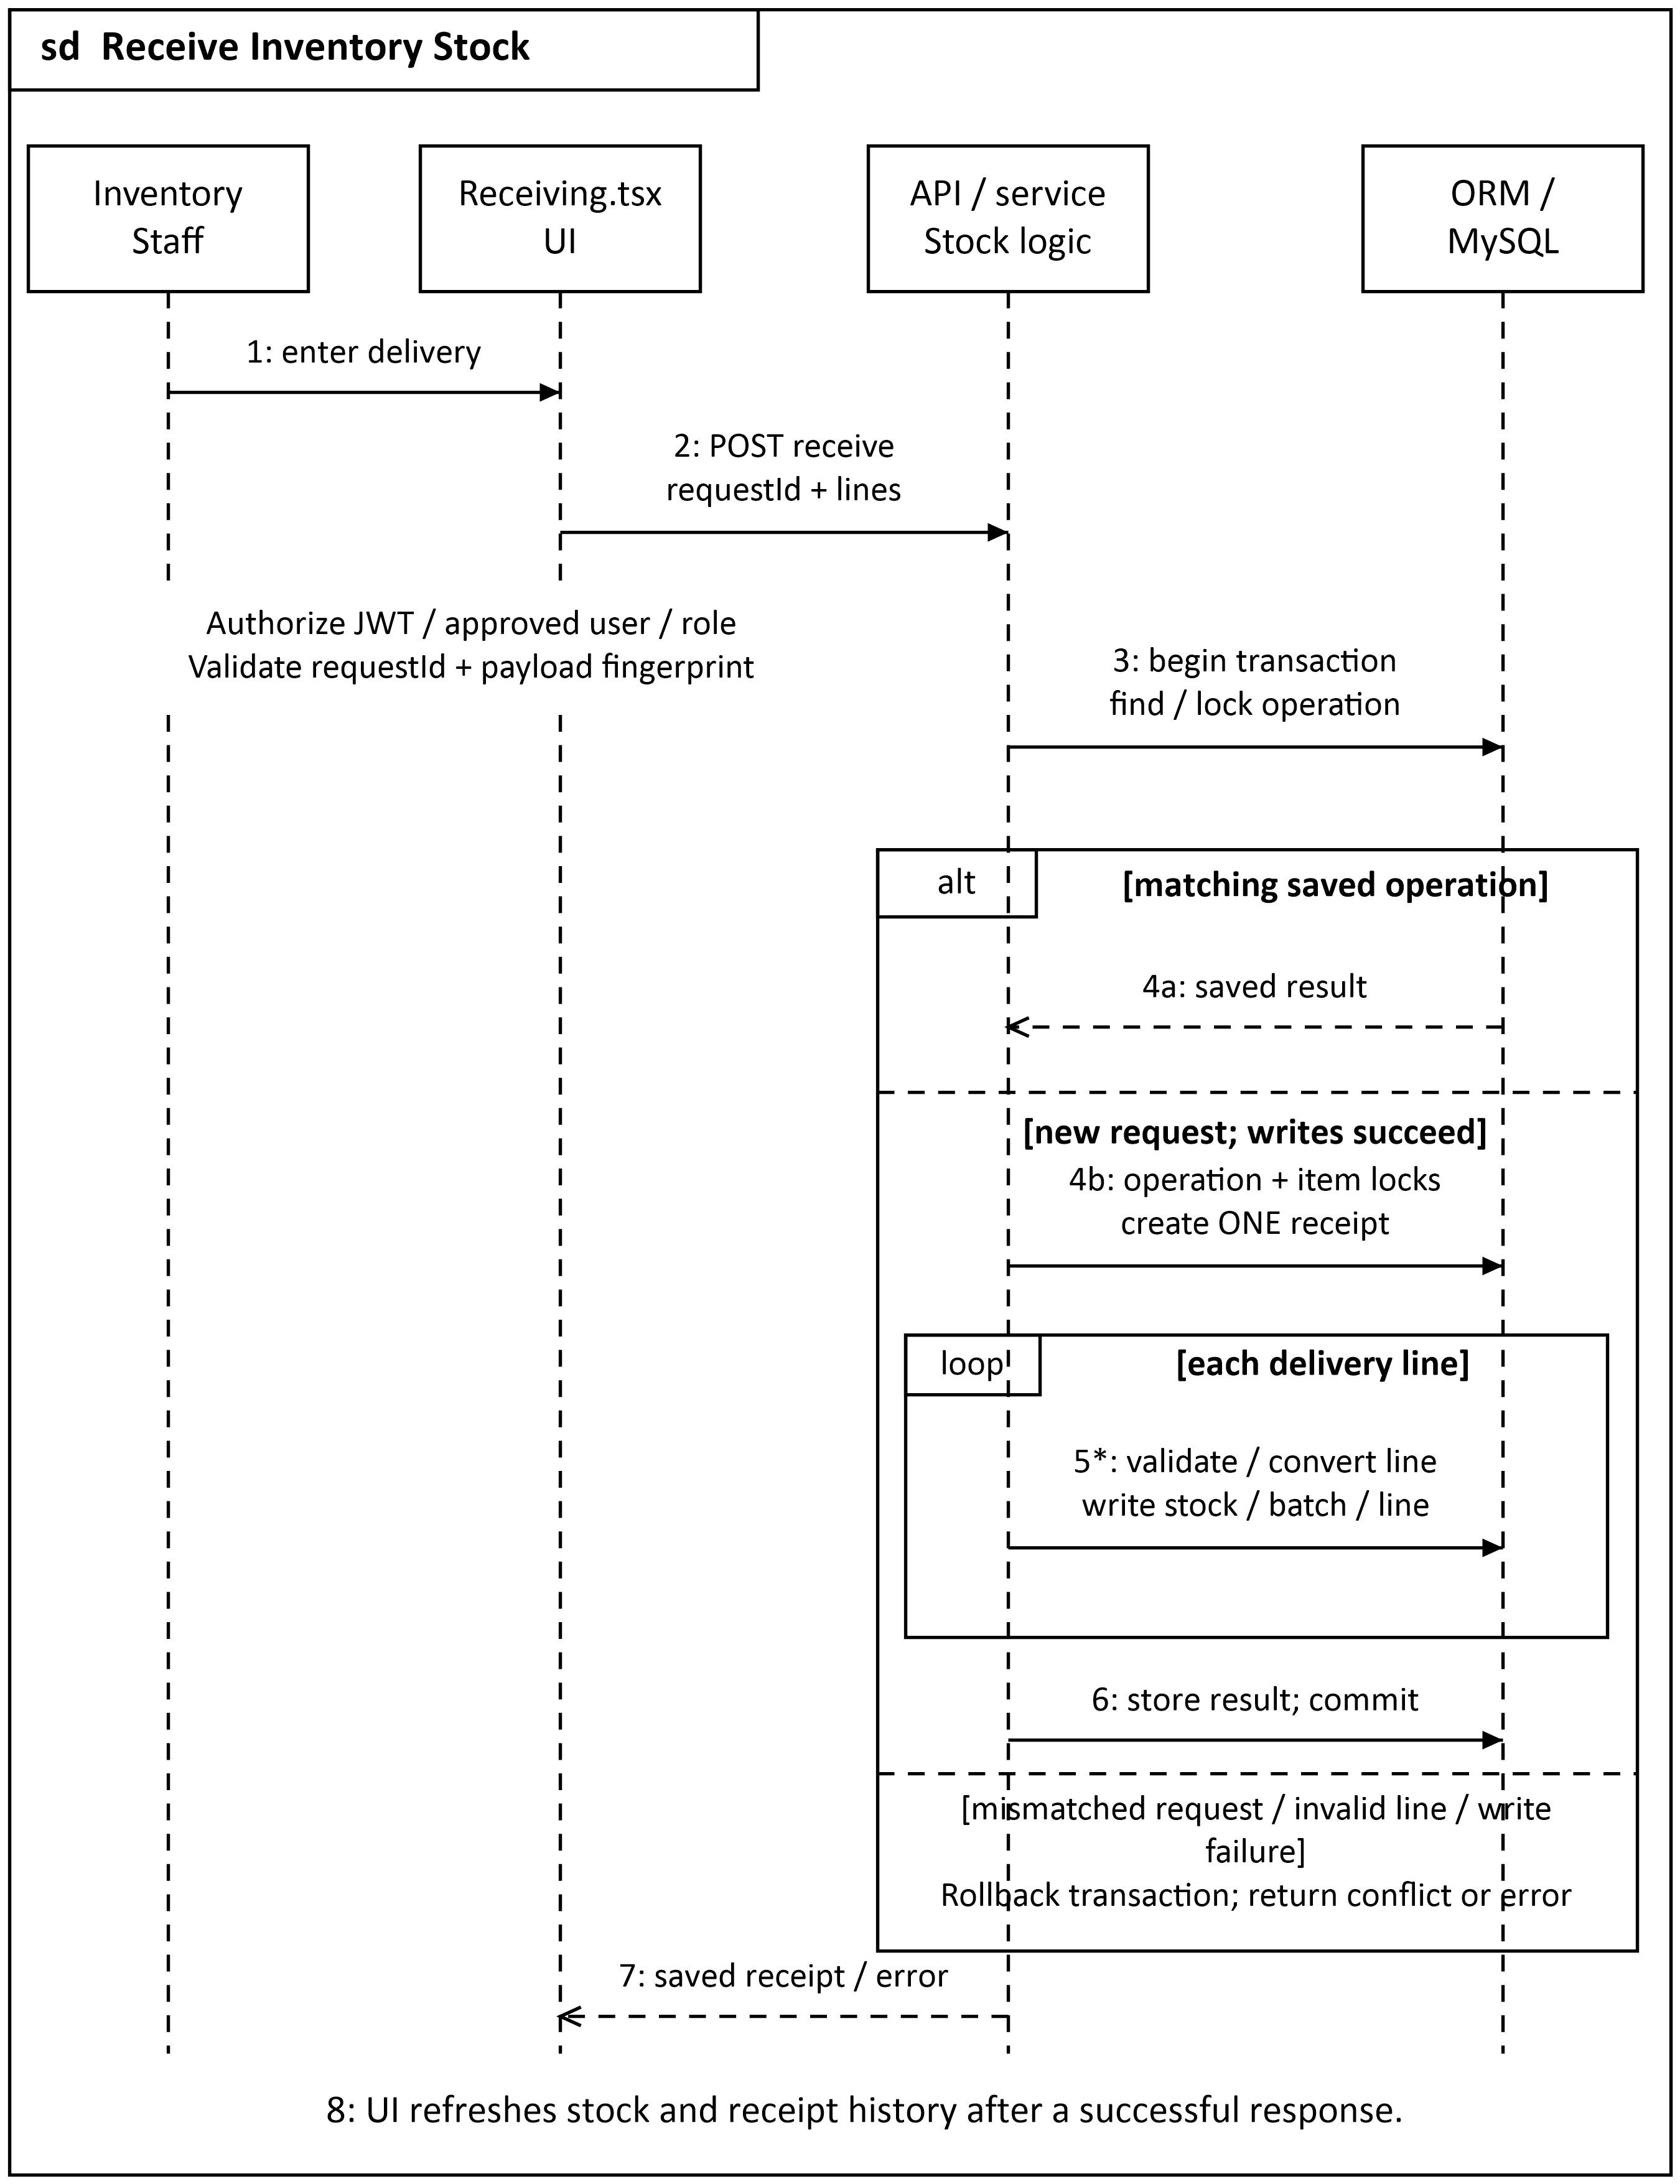 sd  Receive Inventory Stock
Inventory
Staff
Receiving.tsx
UI
API / service
Stock logic
ORM /
MySQL
1: enter delivery
2: POST receive
requestId + lines
Authorize JWT / approved user / role
Validate requestId + payload fingerprint
3: begin transaction
find / lock operation
alt
[matching saved operation]
4a: saved result
[new request; writes succeed]
4b: operation + item locks
create ONE receipt
loop
[each delivery line]
5*: validate / convert line
write stock / batch / line
6: store result; commit
[mismatched request / invalid line / write
failure]
Rollback transaction; return conflict or error
7: saved receipt / error
8: UI refreshes stock and receipt history after a successful response.